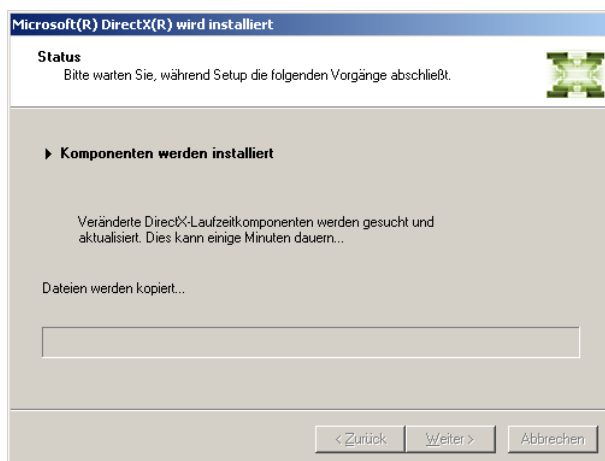 Microsoft(R) DirectX(R) wird installiert
Status
Bitte warten Sie, während Setup die folgenden Vorgänge abschließt.
Komponenten werden installiert
Veränderte DirectX-Laufzeitkomponenten werden gesucht und
aktualisiert. Dies kann einige Minuten dauern...
Dateien werden kopiert...
< Zurück Weiter > Abbrechen